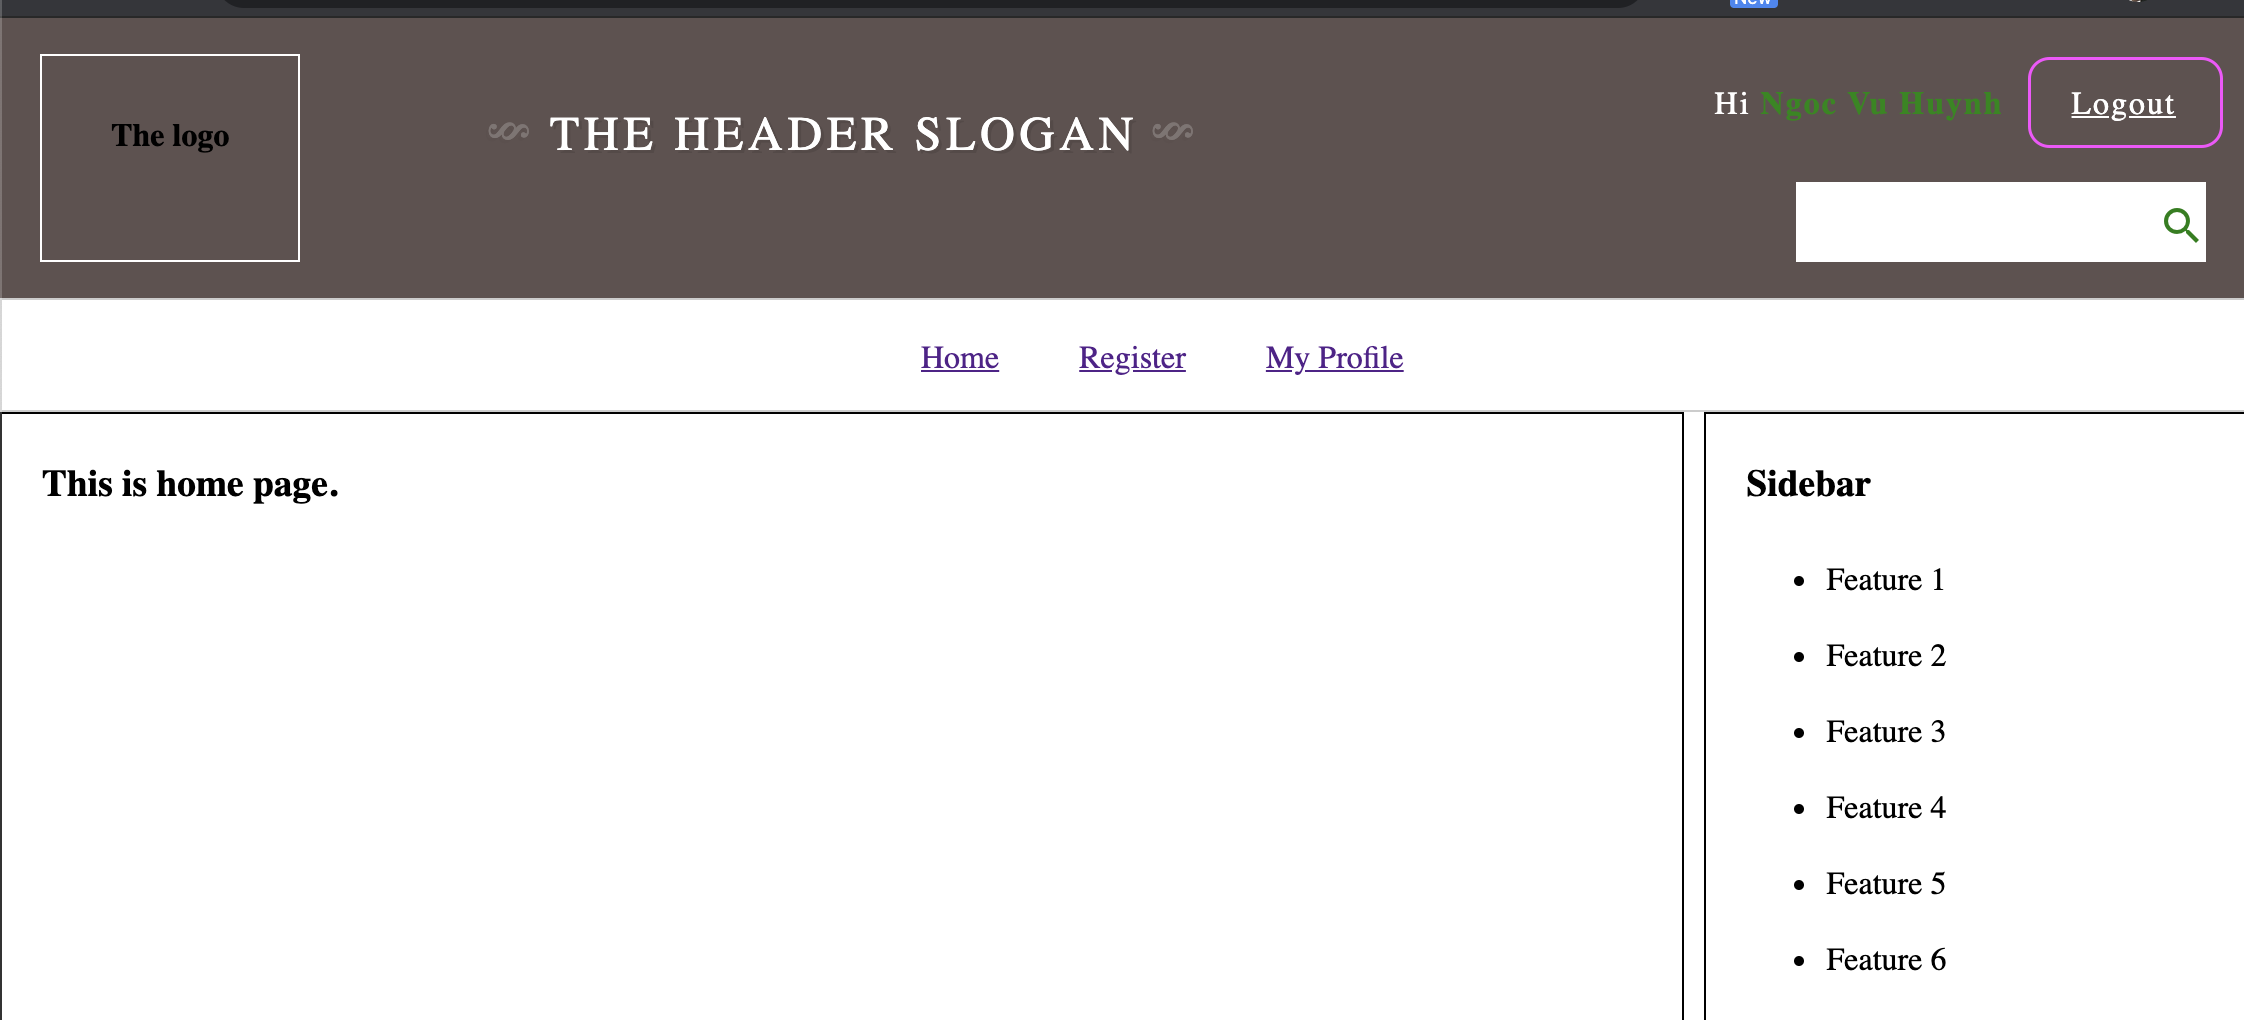 New
The logo
THE HEADER SLOGAN
Hi Ngoc Vu Huynh
Logout
Home
Register
My Profile
This is home page.
Sidebar
Feature 1
Feature 2
Feature 3
Feature 4
Feature 5
Feature 6